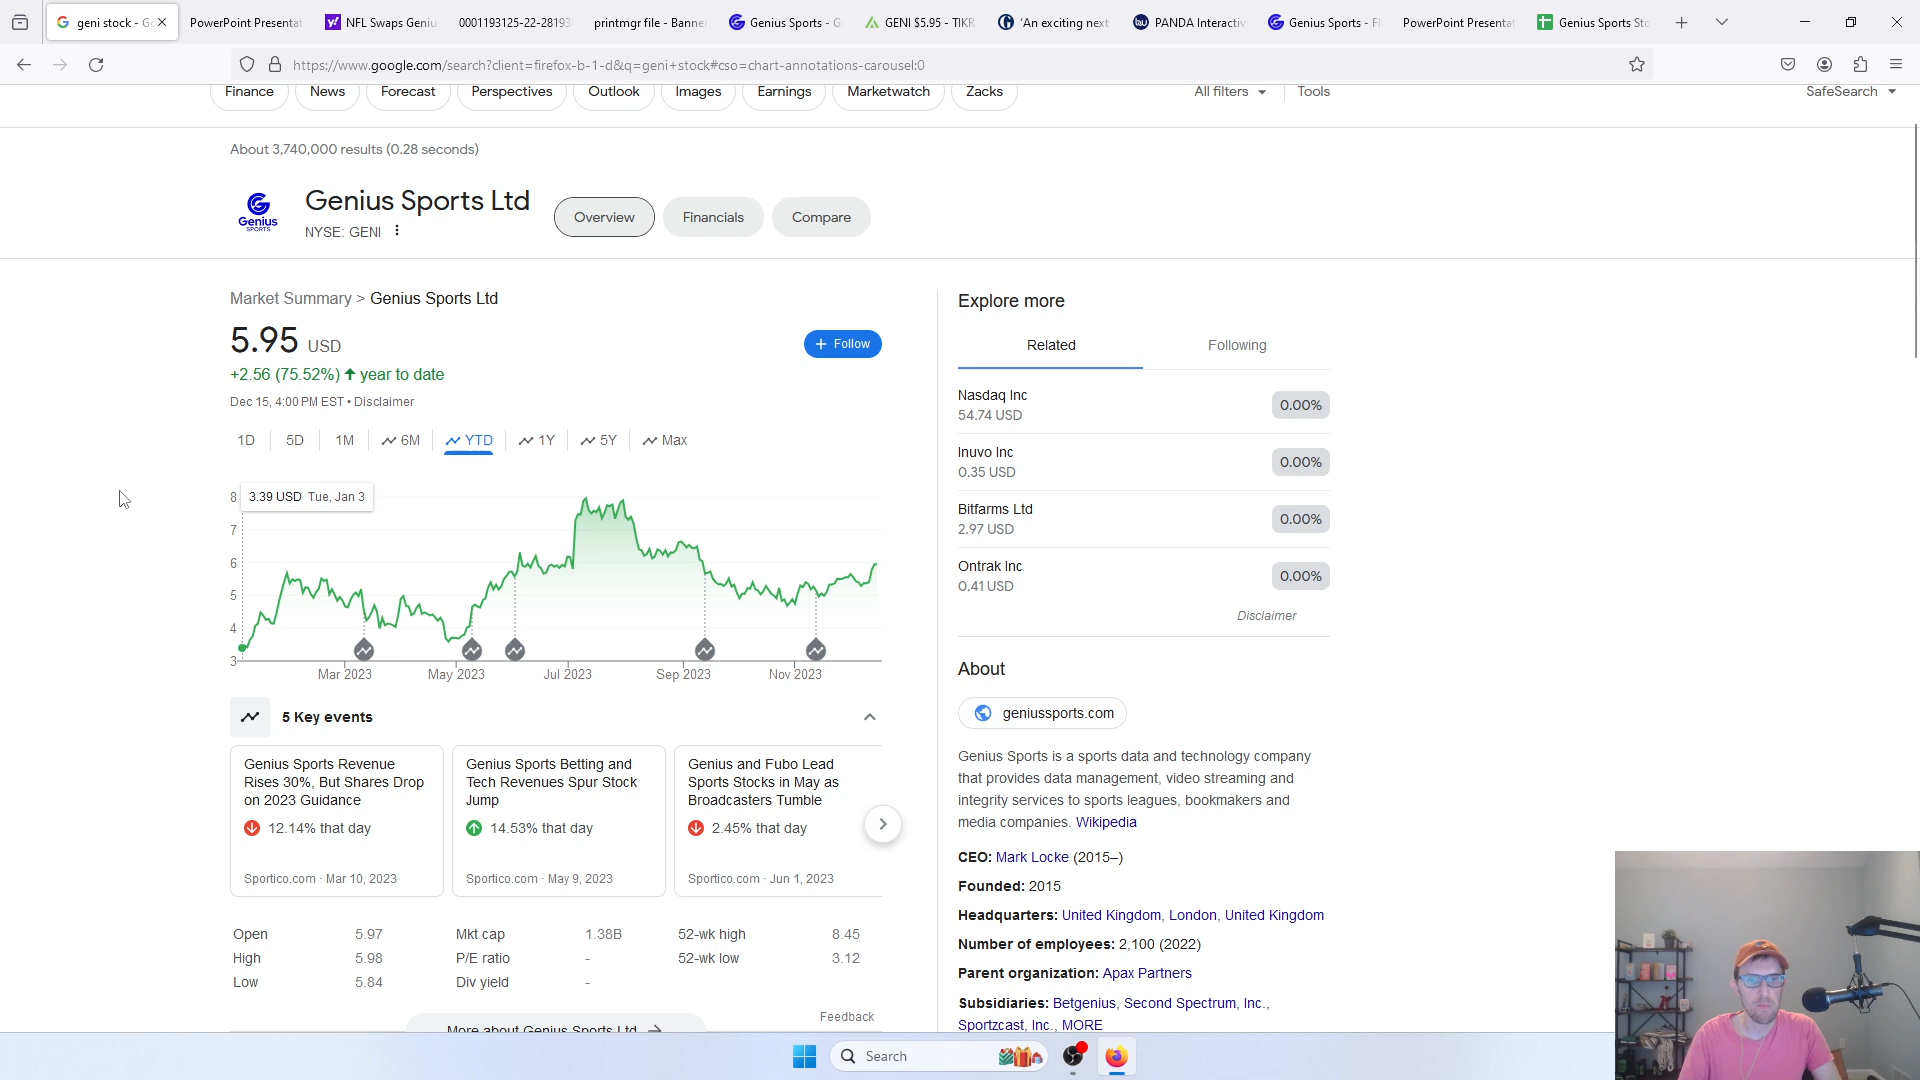 geni stock - Go
PowerPoint Presentat
NFL Swaps Geniu
0001193125-22-28193
printmgr file - Banner
Genius Sports - G
GENI $5.95 - TIKR
'An exciting next
PANDA Interactiv
Genius Sports - F
PowerPoint Presentat
Genius Sports Sto
https://www.google.com/search?client=firefox-b-1-d&q=geni+stock#cso=chart-annotations-carousel:0
Finance
News
Forecast
Perspectives
Outlook
Images
Earnings
Marketwatch
Zacks
All filters
Tools
SafeSearch
About 3,740,000 results (0.28 seconds)
Genius
SPORTS
Genius Sports Ltd
NYSE: GENI
Overview
Financials
Compare
Market Summary > Genius Sports Ltd
5.95 USD
+ Follow
+2.56 (75.52%) ↑ year to date
Dec 15, 4:00 PM EST • Disclaimer
1D
5D
1M
6M
YTD
1Y
5Y
Max
3.39 USD Tue, Jan 3
8
7
6
5
4
3
Mar 2023
May 2023
Jul 2023
Sep 2023
Nov 2023
5 Key events
Genius Sports Revenue
Rises 30%, But Shares Drop
on 2023 Guidance
12.14% that day
Sportico.com · Mar 10, 2023
Genius Sports Betting and
Tech Revenues Spur Stock
Jump
14.53% that day
Sportico.com · May 9, 2023
Genius and Fubo Lead
Sports Stocks in May as
Broadcasters Tumble
2.45% that day
Sportico.com · Jun 1, 2023
Open 5.97
High 5.98
Low 5.84
Mkt cap 1.38B
P/E ratio -
Div yield -
52-wk high 8.45
52-wk low 3.12
Feedback
More about Genius Sports Ltd →
Explore more
Related
Following
Nasdaq Inc
54.74 USD
0.00%
Inuvo Inc
0.35 USD
0.00%
Bitfarms Ltd
2.97 USD
0.00%
Ontrak Inc
0.41 USD
0.00%
Disclaimer
About
geniussports.com
Genius Sports is a sports data and technology company
that provides data management, video streaming and
integrity services to sports leagues, bookmakers and
media companies. Wikipedia
CEO: Mark Locke (2015–)
Founded: 2015
Headquarters: United Kingdom, London, United Kingdom
Number of employees: 2,100 (2022)
Parent organization: Apax Partners
Subsidiaries: Betgenius, Second Spectrum, Inc.,
Sportzcast, Inc., MORE
Search